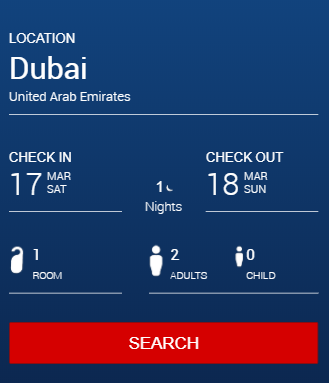 LOCATION
Dubai
United Arab Emirates
CHECK IN
17 MAR SAT
1 Nights
CHECK OUT
18 MAR SUN
1 ROOM
2 ADULTS
0 CHILD
SEARCH